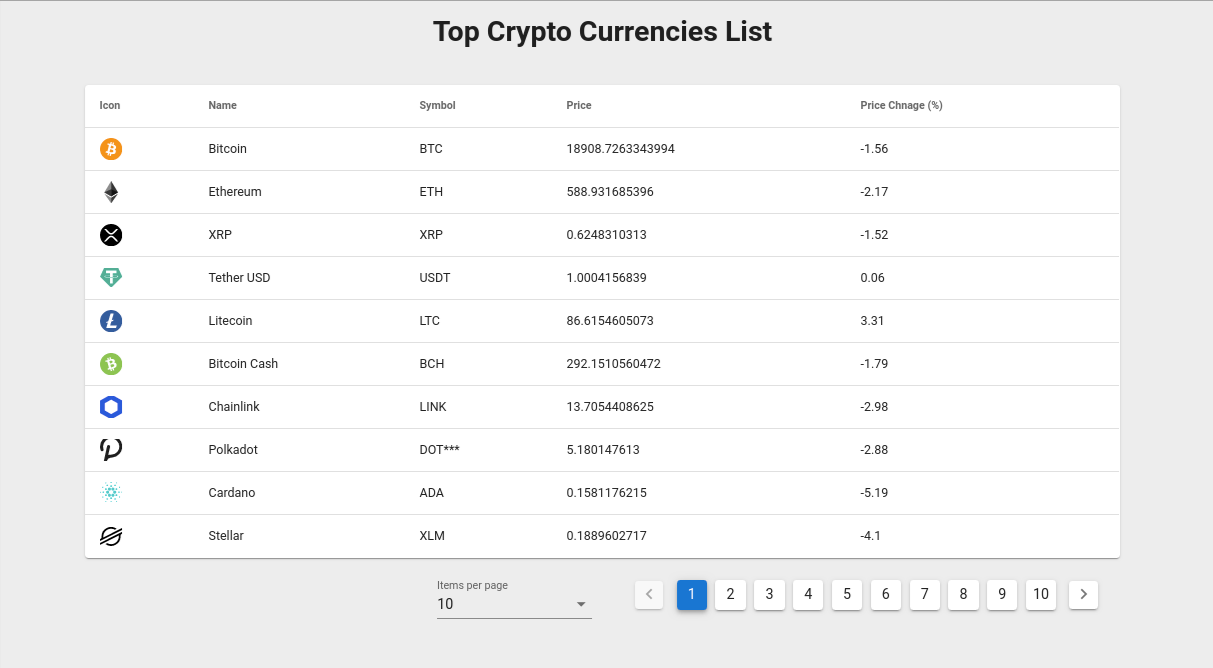 Top Crypto Currencies List
Icon Name Symbol Price Price Chnage (%)
Bitcoin BTC 18908.7263343994 -1.56
Ethereum ETH 588.931685396 -2.17
XRP XRP 0.6248310313 -1.52
Tether USD USDT 1.0004156839 0.06
Litecoin LTC 86.6154605073 3.31
Bitcoin Cash BCH 292.1510560472 -1.79
Chainlink LINK 13.7054408625 -2.98
Polkadot DOT*** 5.180147613 -2.88
Cardano ADA 0.1581176215 -5.19
Stellar XLM 0.1889602717 -4.1
Items per page
10 1 2 3 4 5 6 7 8 9 10